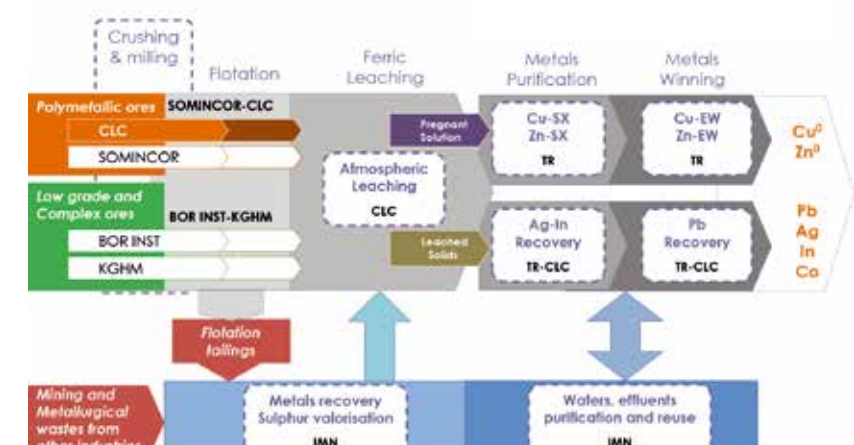 Crushing
& milling
Flotation
Ferric
Leaching
Metals
Purification
Metals
Winning
Polymetallic ores
SOMINCOR-CLC
CLC
SOMINCOR
Low grade and
Complex ores
BOR INST-KGHM
BOR INST
KGHM
Atmospheric
Leaching
CLC
Pregnant
Solution
Leached
Solids
Cu-SX
Zn-SX
TR
Cu-EW
Zn-EW
TR
Ag-In
Recovery
TR-CLC
Pb
Recovery
TR-CLC
Cu⁰
Zn⁰
Pb
Ag
In
Co
Flotation
tailings
Mining and
Metallurgical
wastes from
other industries
Metals recovery
Sulphur valorisation
IMN
Waters, effluents
purification and reuse
IMN